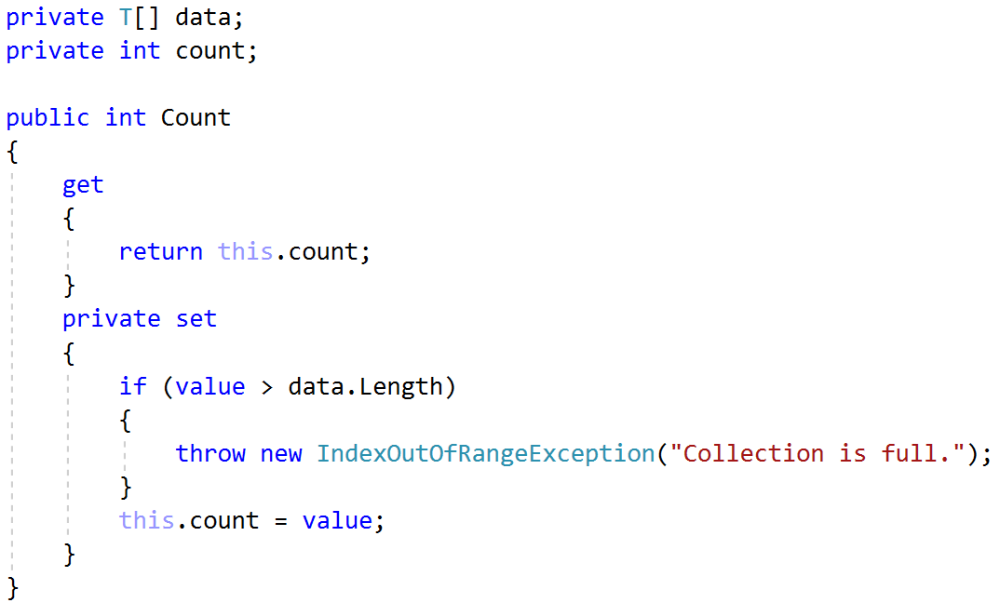 private T[] data;
private int count;

public int Count
{
    get
    {
        return this.count;
    }
    private set
    {
        if (value > data.Length)
        {
            throw new IndexOutOfRangeException("Collection is full.");
        }
        this.count = value;
    }
}